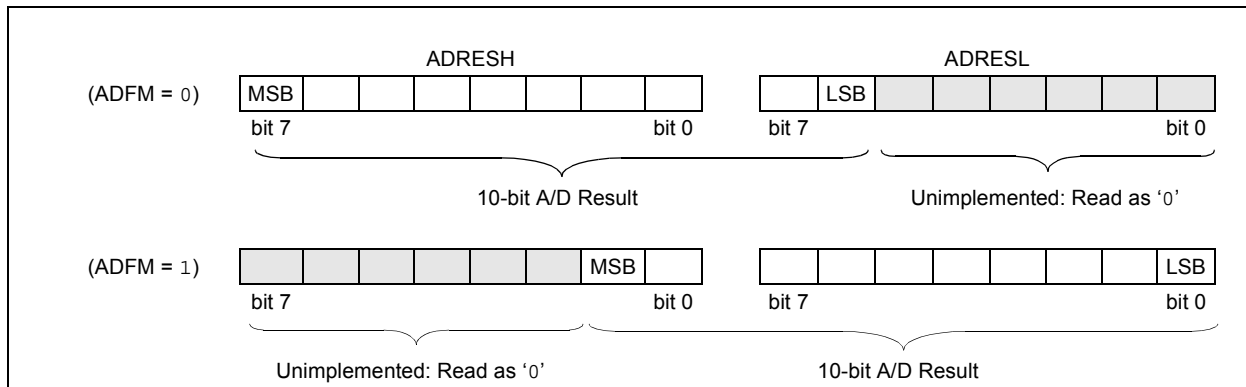 ADRESH ADRESL
(ADFM = 0) MSB LSB
bit 7 bit 0 bit 7 bit 0
10-bit A/D Result Unimplemented: Read as ‘0’
(ADFM = 1) MSB LSB
bit 7 bit 0 bit 7 bit 0
Unimplemented: Read as ‘0’ 10-bit A/D Result